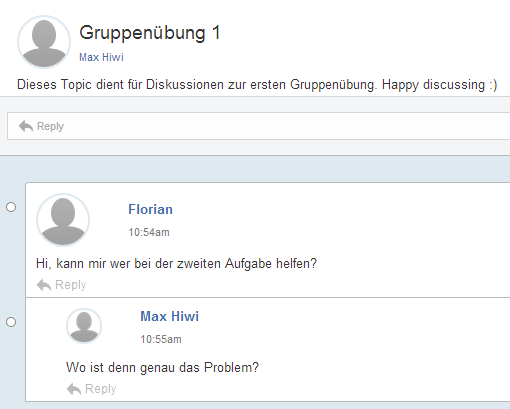 Gruppenübung 1
Max Hiwi
Dieses Topic dient für Diskussionen zur ersten Gruppenübung. Happy discussing :)
Reply
Florian
10:54am
Hi, kann mir wer bei der zweiten Aufgabe helfen?
Reply
Max Hiwi
10:55am
Wo ist denn genau das Problem?
Reply